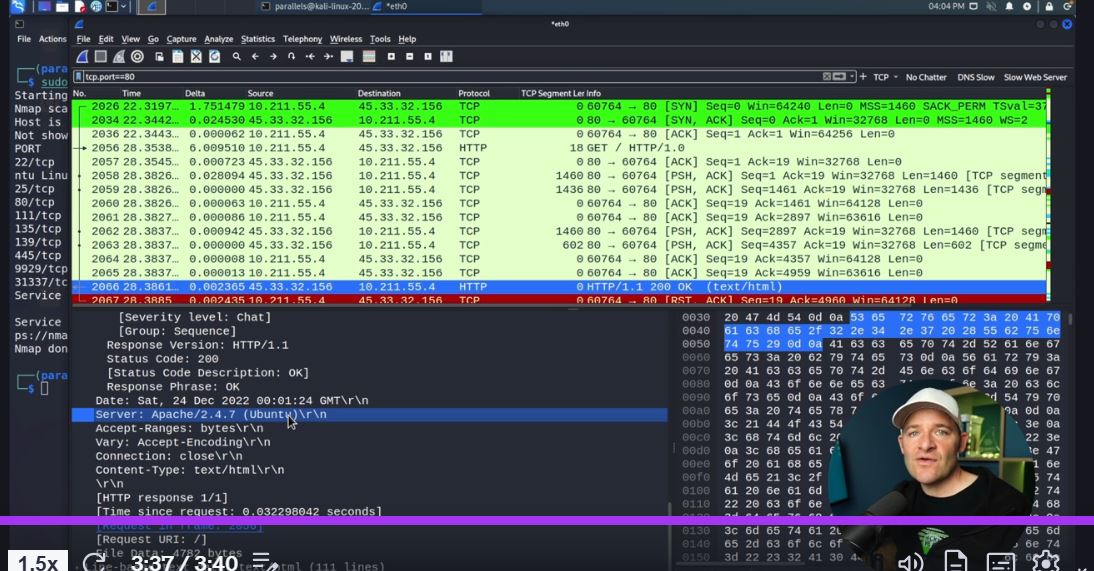 parallels@kali-linux-20...
*eth0
04:04 PM
*eth0
File Actions
File Edit View Go Capture Analyze Statistics Telephony Wireless Tools Help
tcp.port==80
TCP No Chatter DNS Slow Slow Web Server
No. Time Delta Source Destination Protocol TCP Segment Ler Info
2026 22.3197… 1.751479 10.211.55.4 45.33.32.156 TCP 0 60764 → 80 [SYN] Seq=0 Win=64240 Len=0 MSS=1460 SACK_PERM TSval=37
2034 22.3442… 0.024530 45.33.32.156 10.211.55.4 TCP 0 80 → 60764 [SYN, ACK] Seq=0 Ack=1 Win=32768 Len=0 MSS=1460 WS=2
2036 22.3443… 0.000062 10.211.55.4 45.33.32.156 TCP 0 60764 → 80 [ACK] Seq=1 Ack=1 Win=64256 Len=0
2056 28.3538… 6.009510 10.211.55.4 45.33.32.156 HTTP 18 GET / HTTP/1.0
2057 28.3545… 0.000723 45.33.32.156 10.211.55.4 TCP 0 80 → 60764 [ACK] Seq=1 Ack=19 Win=32768 Len=0
2058 28.3826… 0.028094 45.33.32.156 10.211.55.4 TCP 1460 80 → 60764 [PSH, ACK] Seq=1 Ack=19 Win=32768 Len=1460 [TCP segment
2059 28.3826… 0.000000 45.33.32.156 10.211.55.4 TCP 1436 80 → 60764 [PSH, ACK] Seq=1461 Ack=19 Win=32768 Len=1436 [TCP segm
2060 28.3826… 0.000063 10.211.55.4 45.33.32.156 TCP 0 60764 → 80 [ACK] Seq=19 Ack=1461 Win=64128 Len=0
2061 28.3827… 0.000086 10.211.55.4 45.33.32.156 TCP 0 60764 → 80 [ACK] Seq=19 Ack=2897 Win=63616 Len=0
2062 28.3837… 0.000942 45.33.32.156 10.211.55.4 TCP 1460 80 → 60764 [PSH, ACK] Seq=2897 Ack=19 Win=32768 Len=1460 [TCP segm
2063 28.3837… 0.000000 45.33.32.156 10.211.55.4 TCP 602 80 → 60764 [PSH, ACK] Seq=4357 Ack=19 Win=32768 Len=602 [TCP segme
2064 28.3837… 0.000008 10.211.55.4 45.33.32.156 TCP 0 60764 → 80 [ACK] Seq=19 Ack=4357 Win=64128 Len=0
2065 28.3837… 0.000013 10.211.55.4 45.33.32.156 TCP 0 60764 → 80 [ACK] Seq=19 Ack=4959 Win=63616 Len=0
2066 28.3861… 0.002365 45.33.32.156 10.211.55.4 HTTP 0 HTTP/1.1 200 OK (text/html)
2067 28.3885 0.002435 10.211.55.4 45.33.32.156 TCP 0 60764 → 80 [RST, ACK] Seq=19 Ack=4960 Win=64128 Len=0
(para
$ sudo
Starting
Nmap sca
Host is
Not show
PORT
22/tcp
ntu Linu
25/tcp
80/tcp
111/tcp
135/tcp
139/tcp
445/tcp
9929/tcp
31337/tc
Service
Service
ps://nma
Nmap don
(para
$
[Severity level: Chat]
[Group: Sequence]
Response Version: HTTP/1.1
Status Code: 200
[Status Code Description: OK]
Response Phrase: OK
Date: Sat, 24 Dec 2022 00:01:24 GMT\r\n
Server: Apache/2.4.7 (Ubuntu)\r\n
Accept-Ranges: bytes\r\n
Vary: Accept-Encoding\r\n
Connection: close\r\n
Content-Type: text/html\r\n
\r\n
[HTTP response 1/1]
[Time since request: 0.032298042 seconds]
[Request in frame: 2056]
[Request URI: /]
File Data: 4782 bytes
(111 lines)
0030 20 47 4d 54 0d 0a 53 65 72 76 65 72 3a 20 41 70
0040 61 63 68 65 2f 32 2e 34 2e 37 20 28 55 62 75 6e
0050 74 75 29 0d 0a 41 63 63 65 70 74 2d 52 61 6e 67
0060 65 73 3a 20 62 79 74 65 73 0d 0a 56 61 72 79 3a
0070 20 41 63 63 65 70 74 2d 45 6e 63 6f 64 69 6e 67
0080 0d 0a 43 6f 6e 6e 65 63 6e 3a 20 63 6c
0090 6f 73 65 0d 0a 43 6f 54 79 70
00a0 65 3a 20 74 65 78 0a 0d 0a
00b0 3c 21 44 4f 43 54 3e 0a
00c0 3c 68 74 6d 6c 22 3e
00d0 0a 3c 68 65 61 3e 47
00e0 6f 20 61 68 65 6e
00f0 4d 65 21 3c 2f 74
0100 61 20 6e 61 6d 74
0110 22 20 63 6f 6e
3c 6d 65 74 61 6d
0140 65 2d 63 6f 6c 6f
0150 3d 22 23 32 41 30
1.5x
3:37 / 3:40